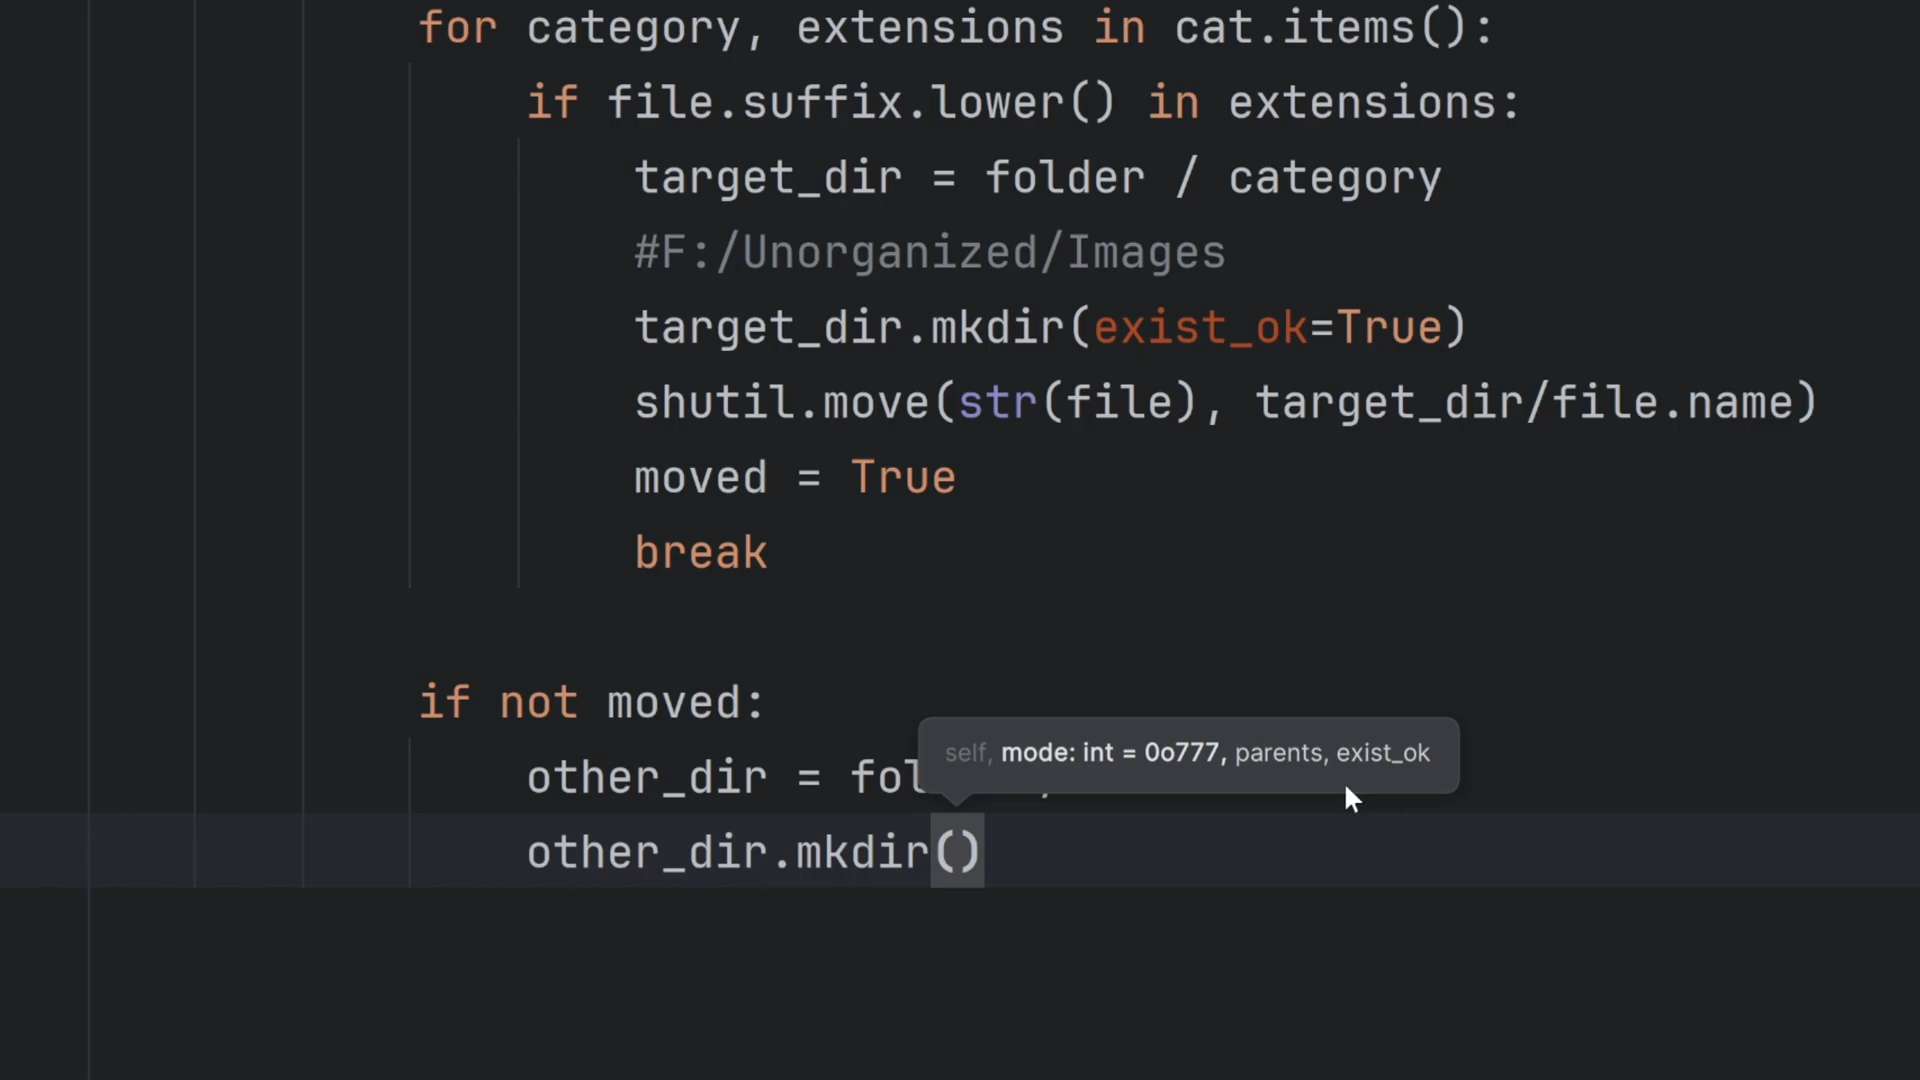 for category, extensions in cat.items():
if file.suffix.lower() in extensions:
target_dir = folder / category
#F:/Unorganized/Images
target_dir.mkdir(exist_ok=True)
shutil.move(str(file), target_dir/file.name)
moved = True
break
if not moved:
self, mode: int = 0o777, parents, exist_ok
other_dir = fol
other_dir.mkdir()